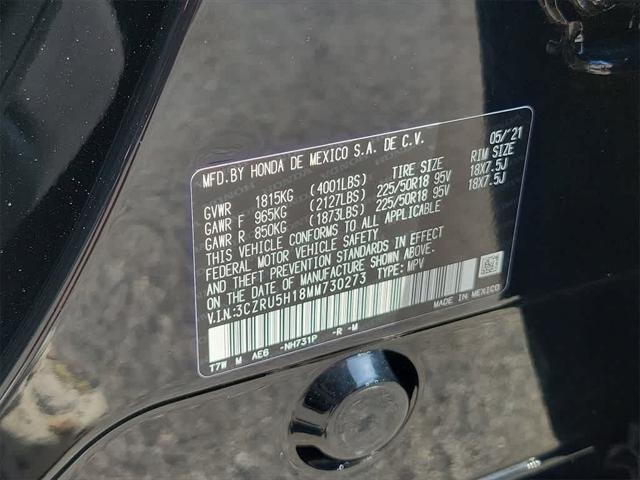 MFD.BY HONDA DE MEXICO S.A. DE C.V. 05/'21
TIRE SIZE RIM SIZE
GVWR 1815KG (4001LBS)
GAWR F 965KG (2127LBS) 225/50R18 95V 18X7.5J
GAWR R 850KG (1873LBS) 225/50R18 95V 18X7.5J
THIS VEHICLE CONFORMS TO ALL APPLICABLE
FEDERAL MOTOR VEHICLE SAFETY
AND THEFT PREVENTION STANDARDS IN EFFECT
ON THE DATE OF MANUFACTURE SHOWN ABOVE.
V.I.N.:3CZRU5H18MM730273 TYPE: MPV
MADE IN MEXICO
T7W M AE6 -NH731P -R -M